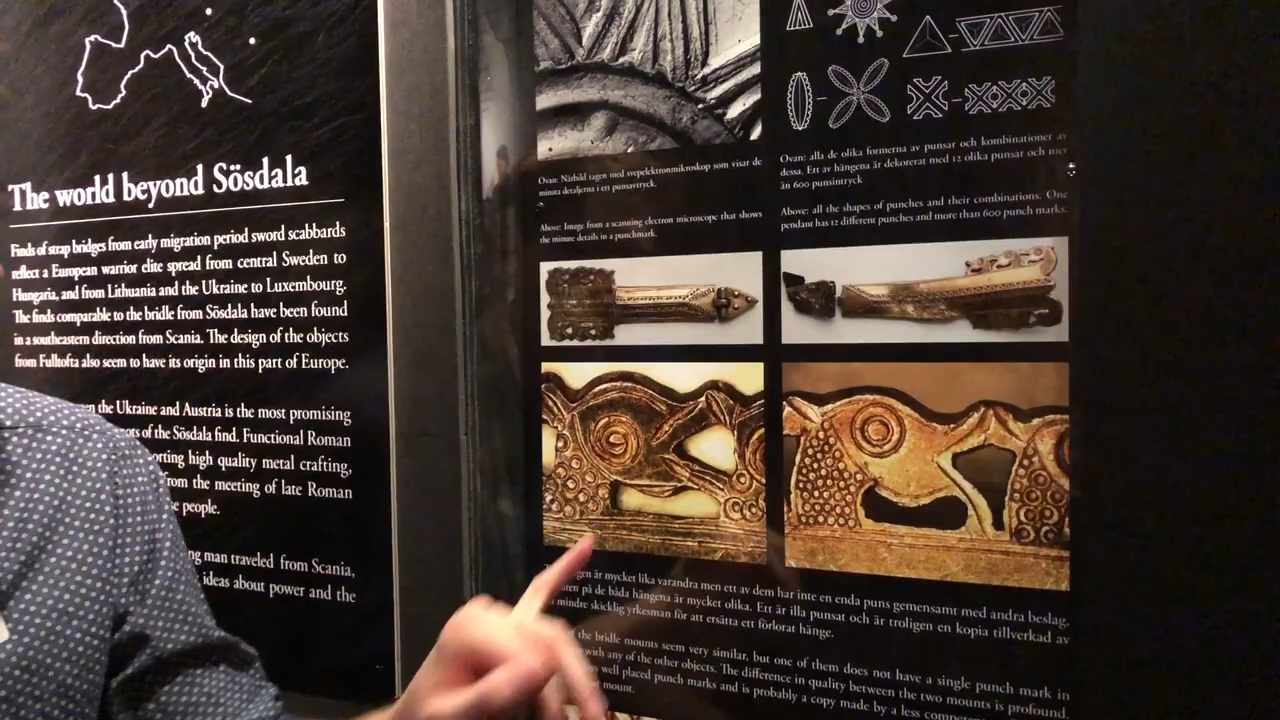 The world beyond Sösdala
Finds of strap bridges from early migration period sword scabbards
reflect a European warrior elite spread from central Sweden to
Hungaria, and from Lithuania and the Ukraine to Luxembourg.
The finds comparable to the bridle from Sösdala have been found
in a southeastern direction from Scania. The design of the objects
from Fulltofta also seem to have its origin in this part of Europe.
the Ukraine and Austria is the most promising
of the Sösdala find. Functional Roman
high quality metal crafting,
from the meeting of late Roman
people.
man traveled from Scania,
ideas about power and the
Ovan: Närbild tagen med svepelektronmikroskop som visar de
minsta detaljerna i ett punsavtryck.
Above: Image from a scanning electron microscope that shows
the minute details in a punchmark.
Ovan: alla de olika formerna av punsar och kombinationer av
dessa. Ett av hängena är dekorerat med 12 olika punsar och mer
än 600 punsintryck
Above: all the shapes of punches and their combinations. One
pendant has 12 different punches and more than 600 punch marks.
är mycket lika varandra men ett av dem har inte en enda puns gemensamt med andra beslag.
på de båda hängena är mycket olika. Ett är illa punsat och är troligen en kopia tillverkad av
mindre skicklig yrkesman för att ersätta ett förlorat hänge.
the bridle mounts seem very similar, but one of them does not have a single punch mark in
with any of the other objects. The difference in quality between the two mounts is profound.
well placed punch marks and is probably a copy made by a less
mount.